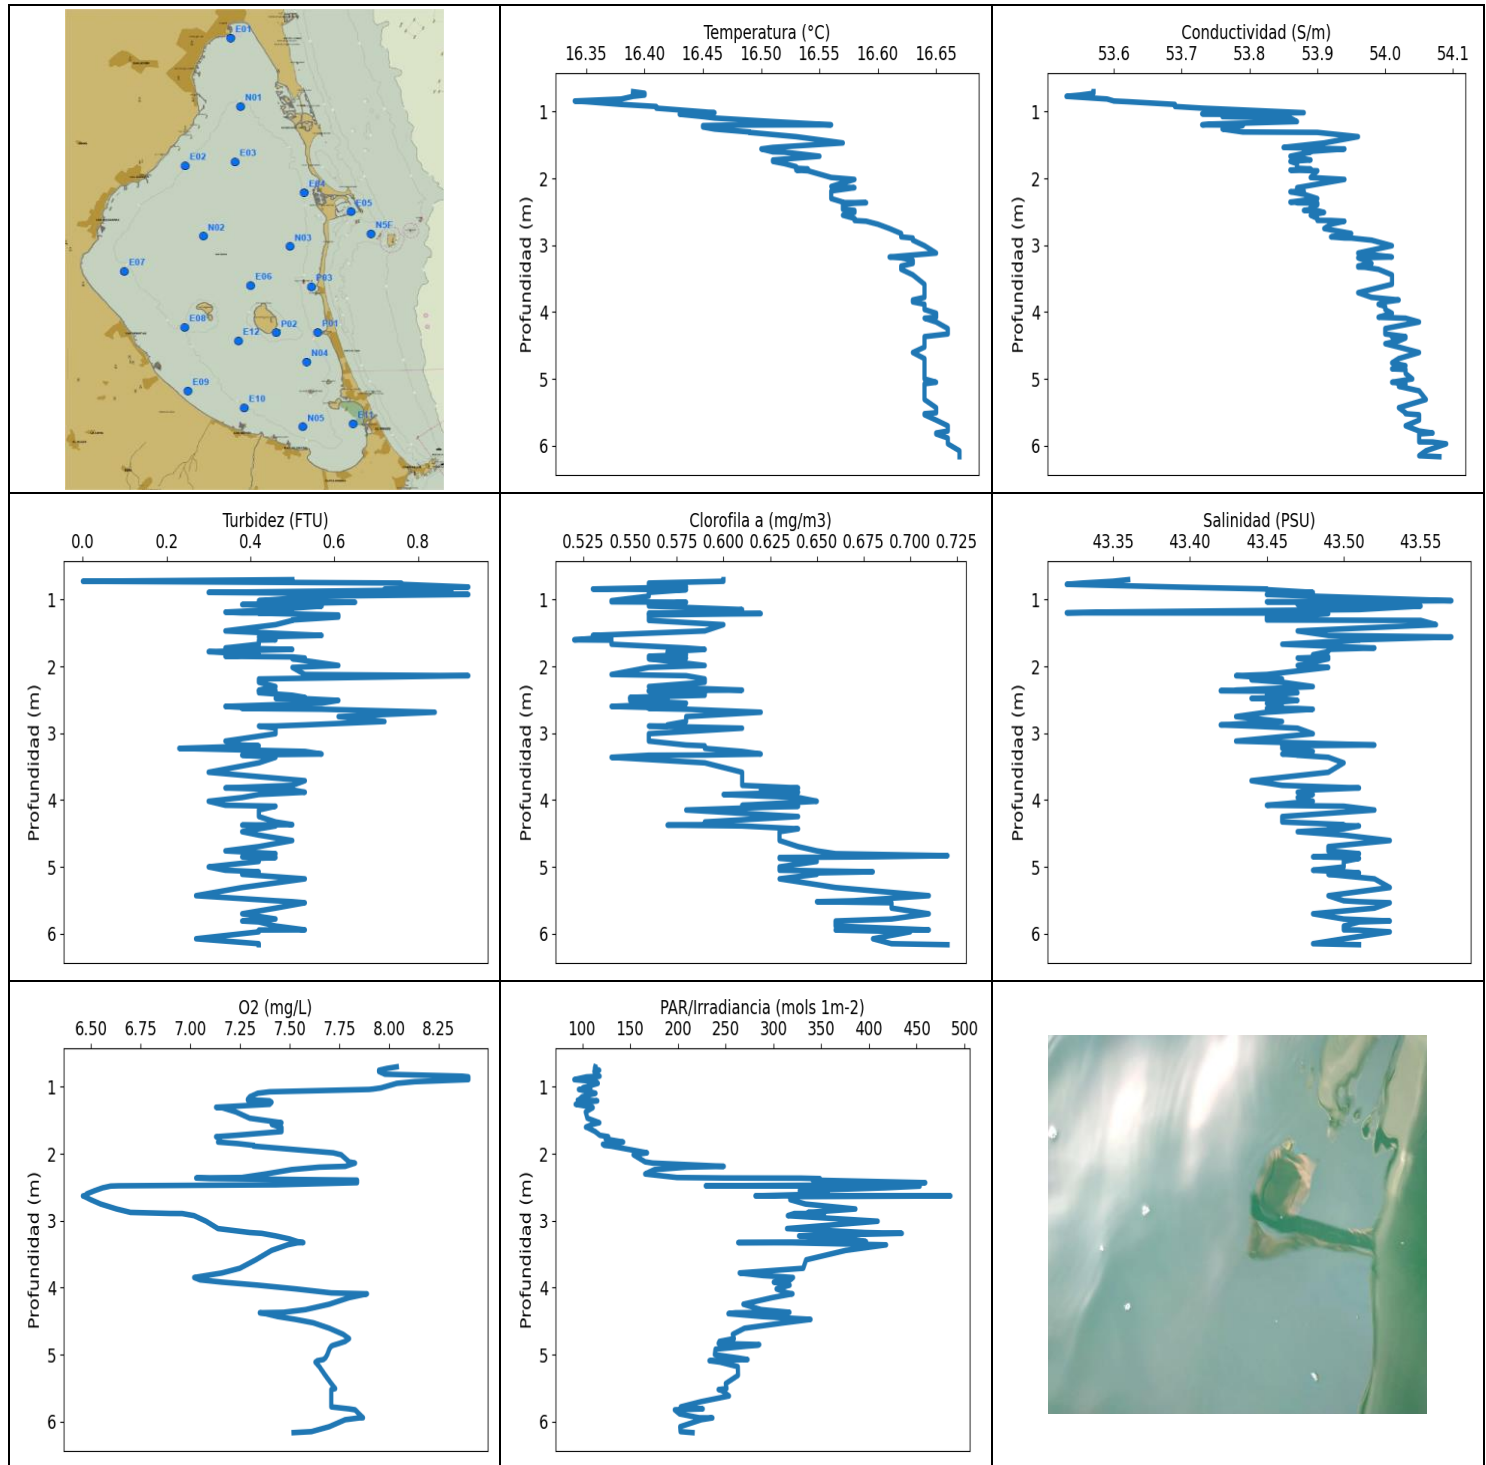 E01
N01
E02
E03
E04
E05
N5F
N02
N03
E07
E06
P03
E08
E12
P02
P01
N04
E09
E10
N05
E11
Temperatura (°C)
16.35 16.40 16.45 16.50 16.55 16.60 16.65
Profundidad (m)
1
2
3
4
5
6
Conductividad (S/m)
53.6 53.7 53.8 53.9 54.0 54.1
Profundidad (m)
1
2
3
4
5
6
Turbidez (FTU)
0.0 0.2 0.4 0.6 0.8
Profundidad (m)
1
2
3
4
5
6
Clorofila a (mg/m3)
0.525 0.550 0.575 0.600 0.625 0.650 0.675 0.700 0.725
Profundidad (m)
1
2
3
4
5
6
Salinidad (PSU)
43.35 43.40 43.45 43.50 43.55
Profundidad (m)
1
2
3
4
5
6
O2 (mg/L)
6.50 6.75 7.00 7.25 7.50 7.75 8.00 8.25
Profundidad (m)
1
2
3
4
5
6
PAR/Irradiancia (mols 1m-2)
100 150 200 250 300 350 400 450 500
Profundidad (m)
1
2
3
4
5
6